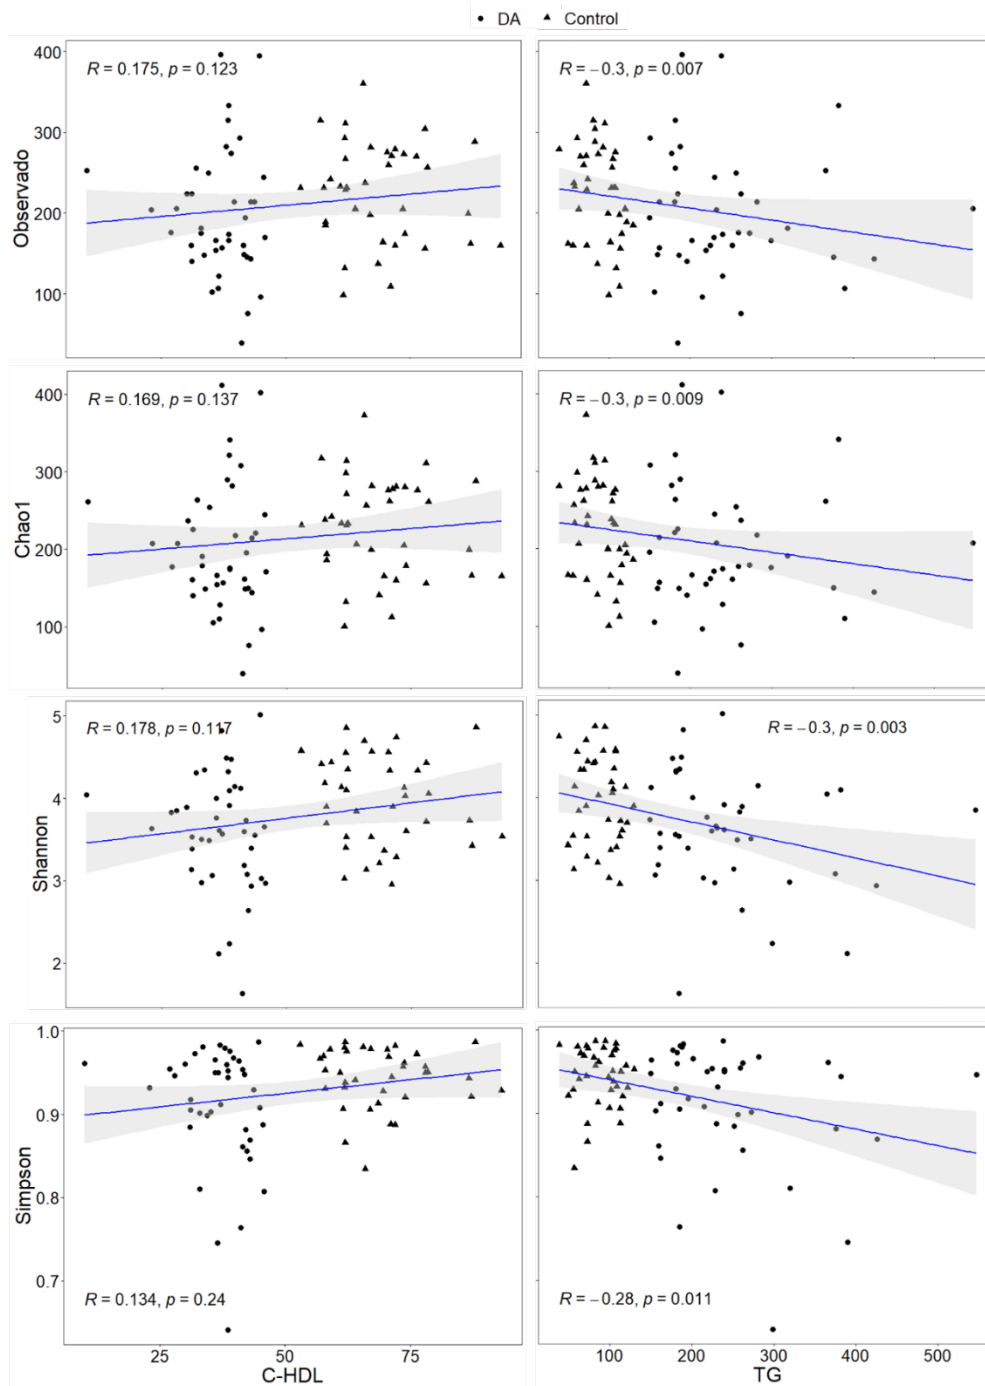 DA Control
R = 0.175, p = 0.123
R = −0.3, p = 0.007
Observado
400
300
200
100
R = 0.169, p = 0.137
R = −0.3, p = 0.009
Chao1
400
300
200
100
R = 0.178, p = 0.117
R = −0.3, p = 0.003
Shannon
5
4
3
2
R = 0.134, p = 0.24
R = −0.28, p = 0.011
Simpson
1.0
0.9
0.8
0.7
25 50 75
100 200 300 400 500
C-HDL
TG